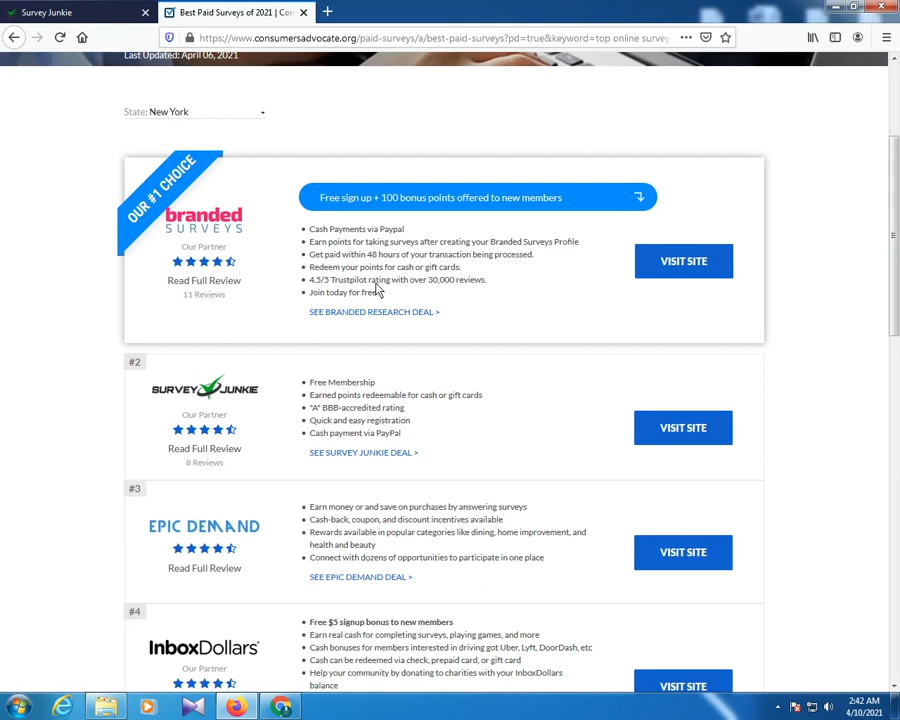 Survey Junkie
Best Paid Surveys of 2021 | Con
https://www.consumersadvocate.org/paid-surveys/a/best-paid-surveys?pd=true&keyword=top online survey
Last Updated: April 06, 2021
State: New York
OUR #1 CHOICE
branded
SURVEYS
Our Partner
Read Full Review
11 Reviews
Free sign up + 100 bonus points offered to new members
• Cash Payments via Paypal
• Earn points for taking surveys after creating your Branded Surveys Profile
• Get paid within 48 hours of your transaction being processed.
• Redeem your points for cash or gift cards.
• 4.5/5 Trustpilot rating with over 30,000 reviews.
• Join today for free
SEE BRANDED RESEARCH DEAL >
VISIT SITE
#2
SURVEY JUNKIE
Our Partner
Read Full Review
8 Reviews
• Free Membership
• Earned points redeemable for cash or gift cards
• "A" BBB-accredited rating
• Quick and easy registration
• Cash payment via PayPal
SEE SURVEY JUNKIE DEAL >
VISIT SITE
#3
EPIC DEMAND
Read Full Review
• Earn money or and save on purchases by answering surveys
• Cash-back, coupon, and discount incentives available
• Rewards available in popular categories like dining, home improvement, and
health and beauty
• Connect with dozens of opportunities to participate in one place
SEE EPIC DEMAND DEAL >
VISIT SITE
#4
InboxDollars
Our Partner
• Free $5 signup bonus to new members
• Earn real cash for completing surveys, playing games, and more
• Cash bonuses for members interested in driving got Uber, Lyft, DoorDash, etc
• Cash can be redeemed via check, prepaid card, or gift card
• Help your community by donating to charities with your InboxDollars
balance
VISIT SITE
2:42 AM
4/10/2021